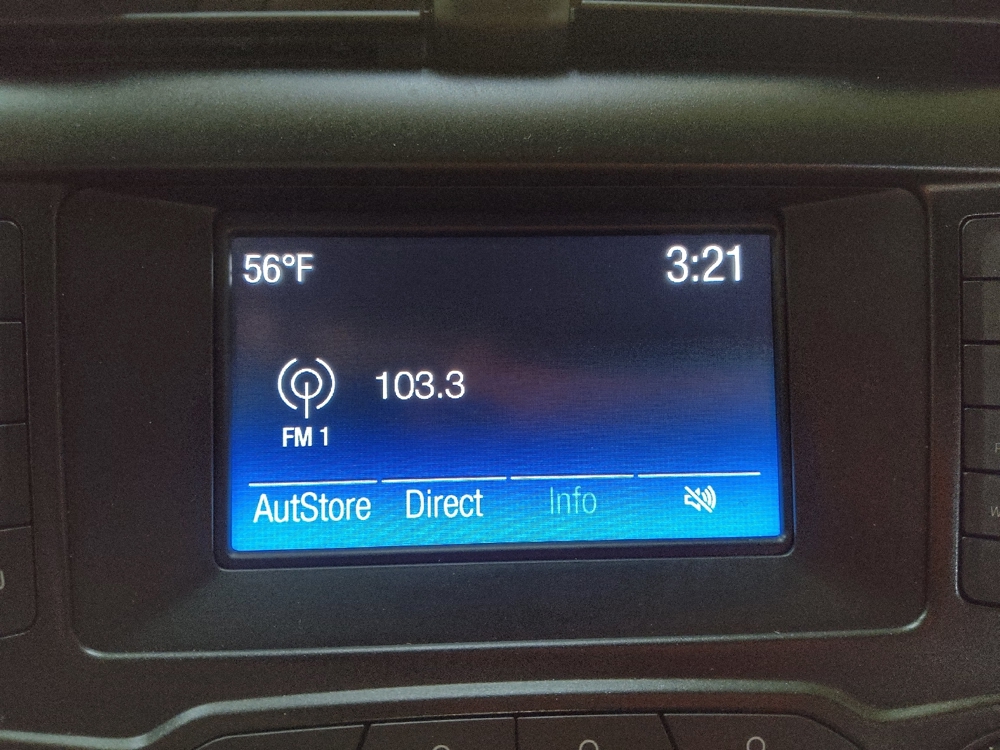 56°F 3:21
103.3
FM 1
AutStore Direct Info